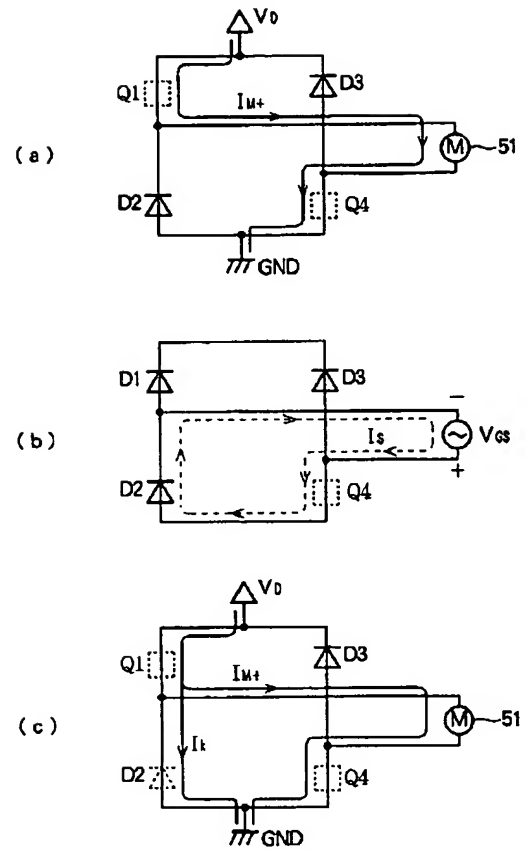 (a)
VD
Q1
D3
IM+
M
51
D2
Q4
GND
(b)
D1
D3
−
IS
VGS
D2
Q4
+
(c)
VD
Q1
D3
IM+
M
51
Ik
D2
Q4
GND